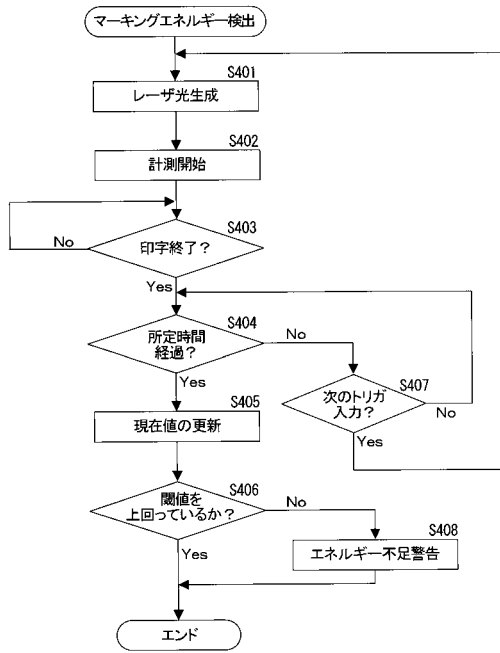 マーキングエネルギー検出
S401
レーザ光生成
S402
計測開始
S403
印字終了？
No
Yes
S404
所定時間
経過？
No
Yes
S407
次のトリガ
入力？
No
Yes
S405
現在値の更新
S406
閾値を
上回っているか？
No
Yes
S408
エネルギー不足警告
エンド